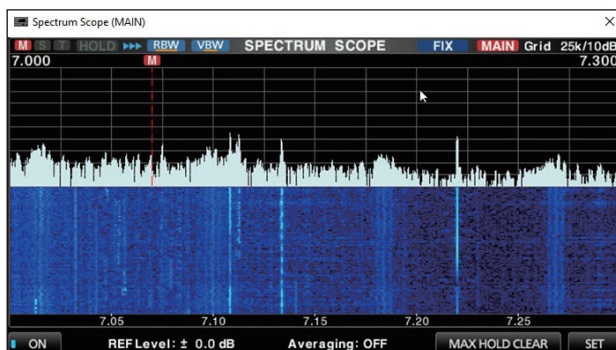 Spectrum Scope (MAIN)
M S T HOLD RBW VBW SPECTRUM SCOPE FIX MAIN Grid 25k/10dB
7.000 M 7.300
7.05 7.10 7.15 7.20 7.25
ON REF Level: ± 0.0 dB Averaging: OFF MAX HOLD CLEAR SET